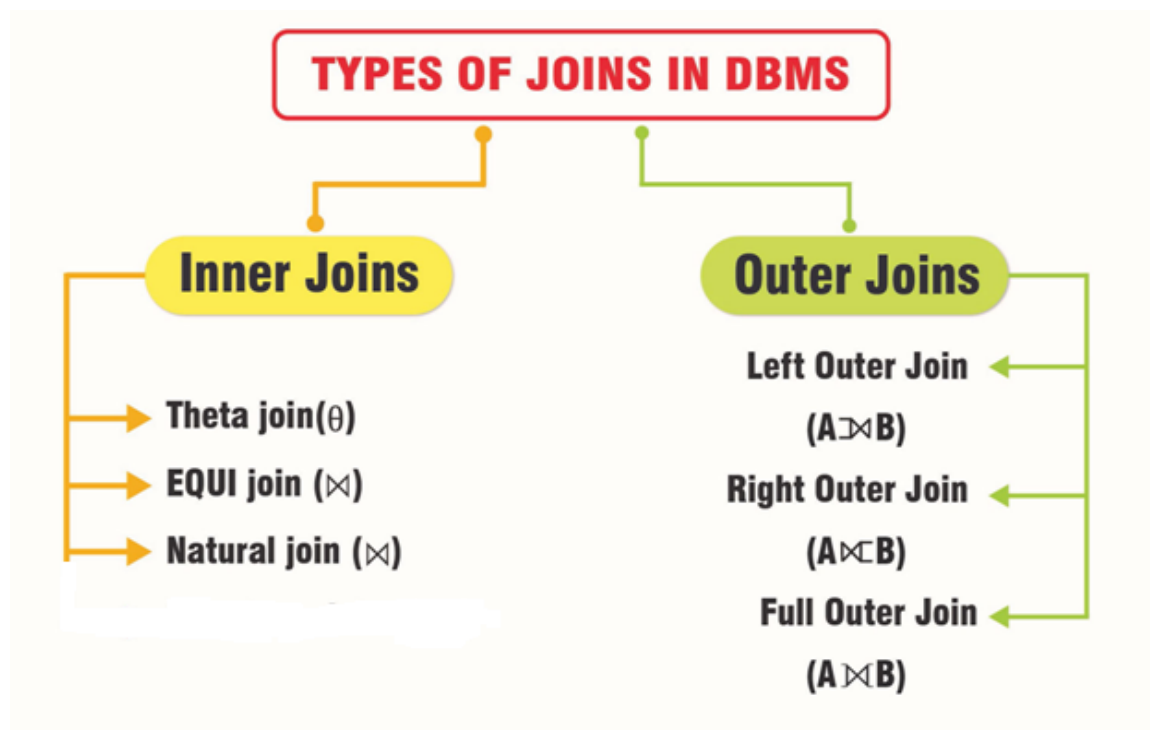 TYPES OF JOINS IN DBMS
Inner Joins
Theta join(θ)
EQUI join (⋈)
Natural join (⋈)
Outer Joins
Left Outer Join
(A⟕B)
Right Outer Join
(A⟖B)
Full Outer Join
(A⟗B)